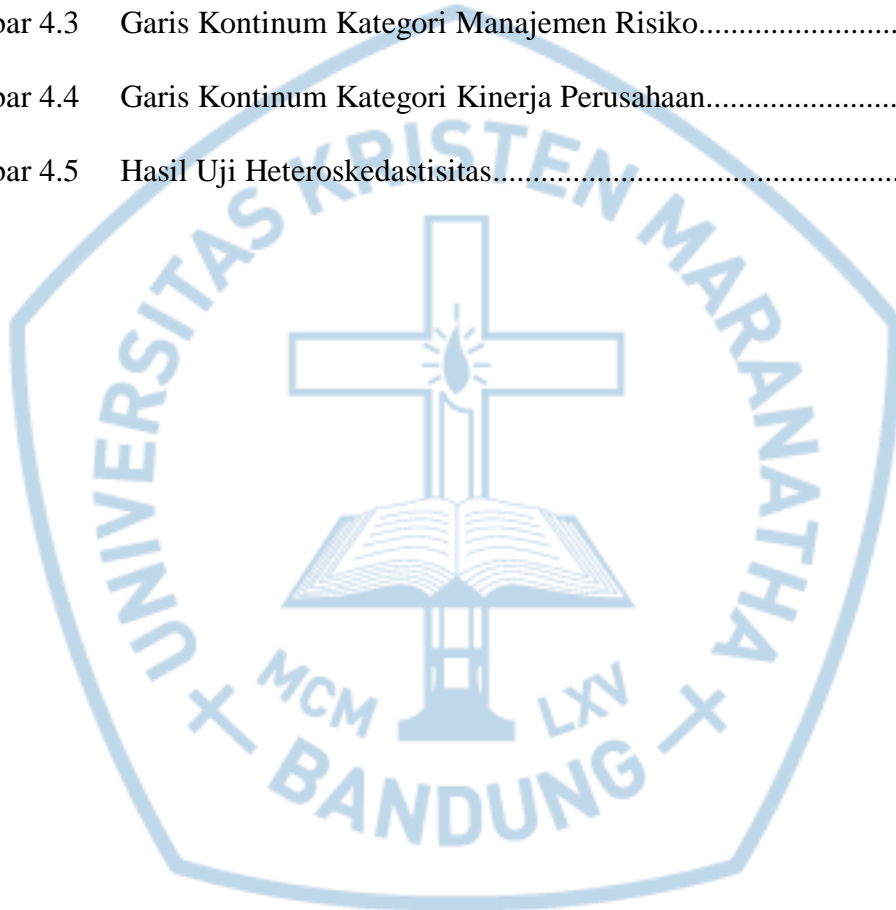 bar 4.3 Garis Kontinum Kategori Manajemen Risiko........................
bar 4.4 Garis Kontinum Kategori Kinerja Perusahaan.......................
bar 4.5 Hasil Uji Heteroskedastisitas..................................................
UNIVERSITAS KRISTEN MARANATHA
MCM LXV
BANDUNG